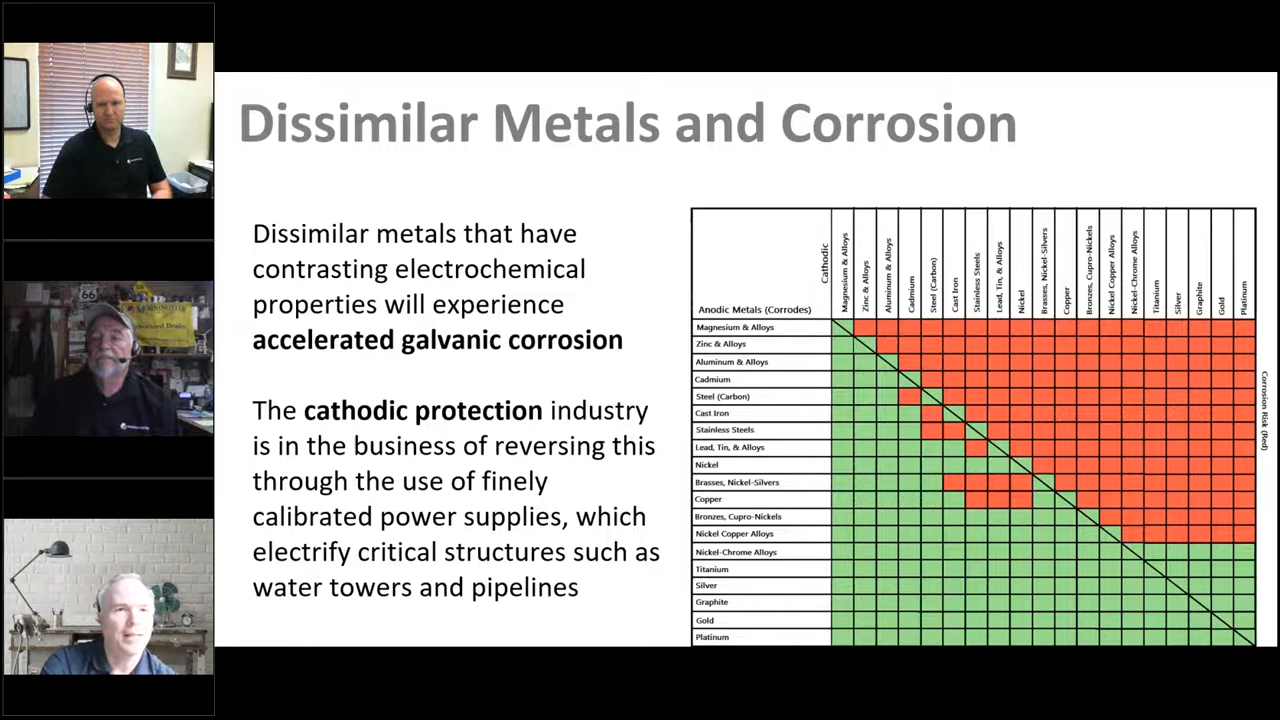 Dissimilar Metals and Corrosion
Dissimilar metals that have
contrasting electrochemical
properties will experience
accelerated galvanic corrosion
The cathodic protection industry
is in the business of reversing this
through the use of finely
calibrated power supplies, which
electrify critical structures such as
water towers and pipelines
Anodic Metals (Corrodes)
Cathodic
Magnesium & Alloys
Zinc & Alloys
Aluminum & Alloys
Cadmium
Steel (Carbon)
Cast Iron
Stainless Steels
Lead, Tin, & Alloys
Nickel
Brasses, Nickel-Silvers
Copper
Bronzes, Cupro-Nickels
Nickel Copper Alloys
Nickel-Chrome Alloys
Titanium
Silver
Graphite
Gold
Platinum
Magnesium & Alloys
Zinc & Alloys
Aluminum & Alloys
Cadmium
Steel (Carbon)
Cast Iron
Stainless Steels
Lead, Tin, & Alloys
Nickel
Brasses, Nickel-Silvers
Copper
Bronzes, Cupro-Nickels
Nickel Copper Alloys
Nickel-Chrome Alloys
Titanium
Silver
Graphite
Gold
Platinum
Corrosion Risk (Red)
66